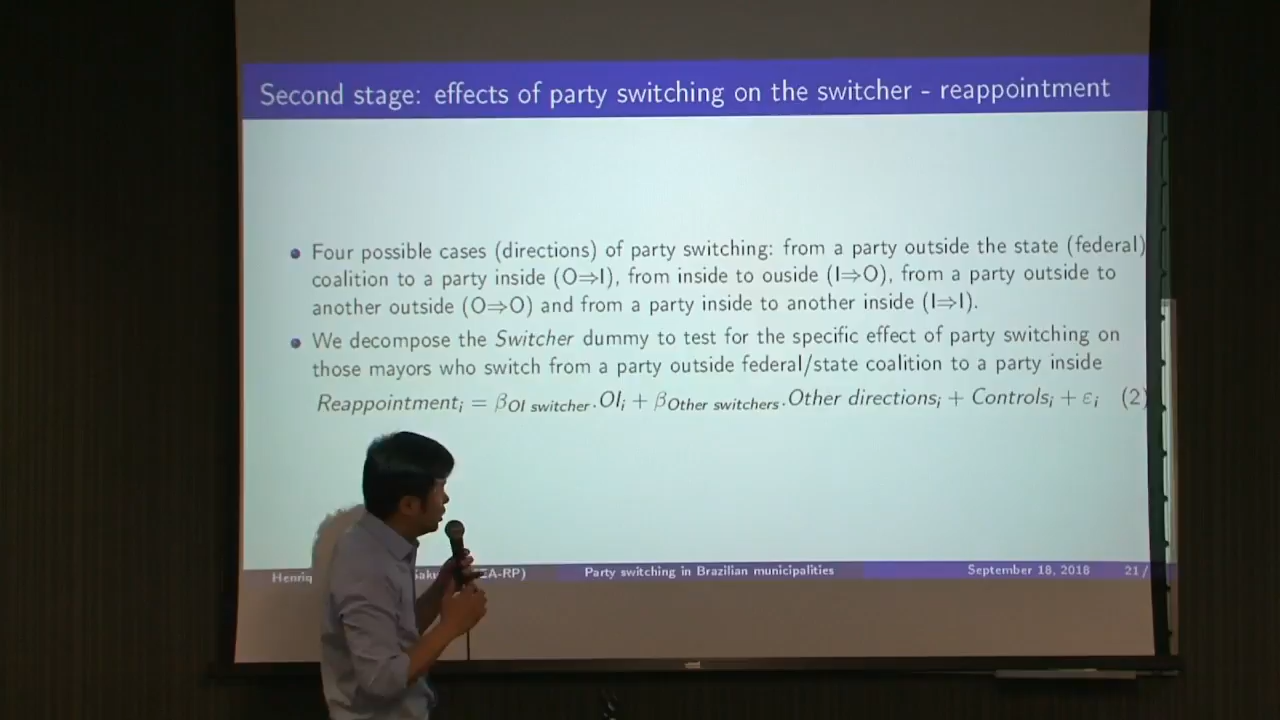 Second stage: effects of party switching on the switcher - reappointment
Four possible cases (directions) of party switching: from a party outside the state (federal)
coalition to a party inside (O⇒I), from inside to ouside (I⇒O), from a party outside to
another outside (O⇒O) and from a party inside to another inside (I⇒I).
We decompose the Switcher dummy to test for the specific effect of party switching on
those mayors who switch from a party outside federal/state coalition to a party inside
Reappointment_i = β_OI switcher.OI_i + β_Other switchers.Other directions_i + Controls_i + ε_i (2)
Party switching in Brazilian municipalities
September 18, 2018
21 /